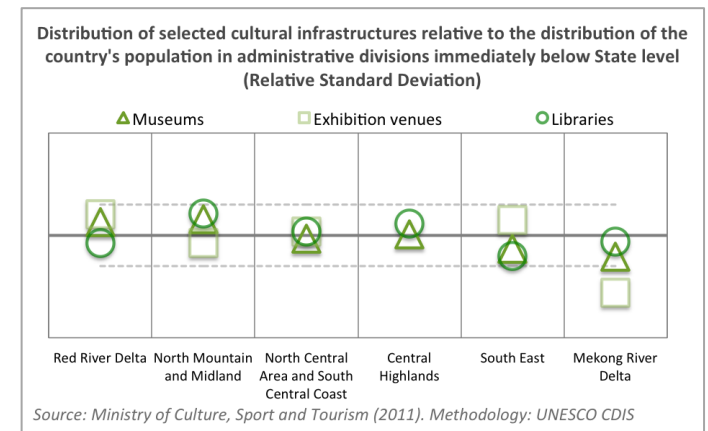 Distribution of selected cultural infrastructures relative to the distribution of the
country's population in administrative divisions immediately below State level
(Relative Standard Deviation)
Museums
Exhibition venues
Libraries
Red River Delta
North Mountain
and Midland
North Central
Area and South
Central Coast
Central
Highlands
South East
Mekong River
Delta
Source: Ministry of Culture, Sport and Tourism (2011). Methodology: UNESCO CDIS